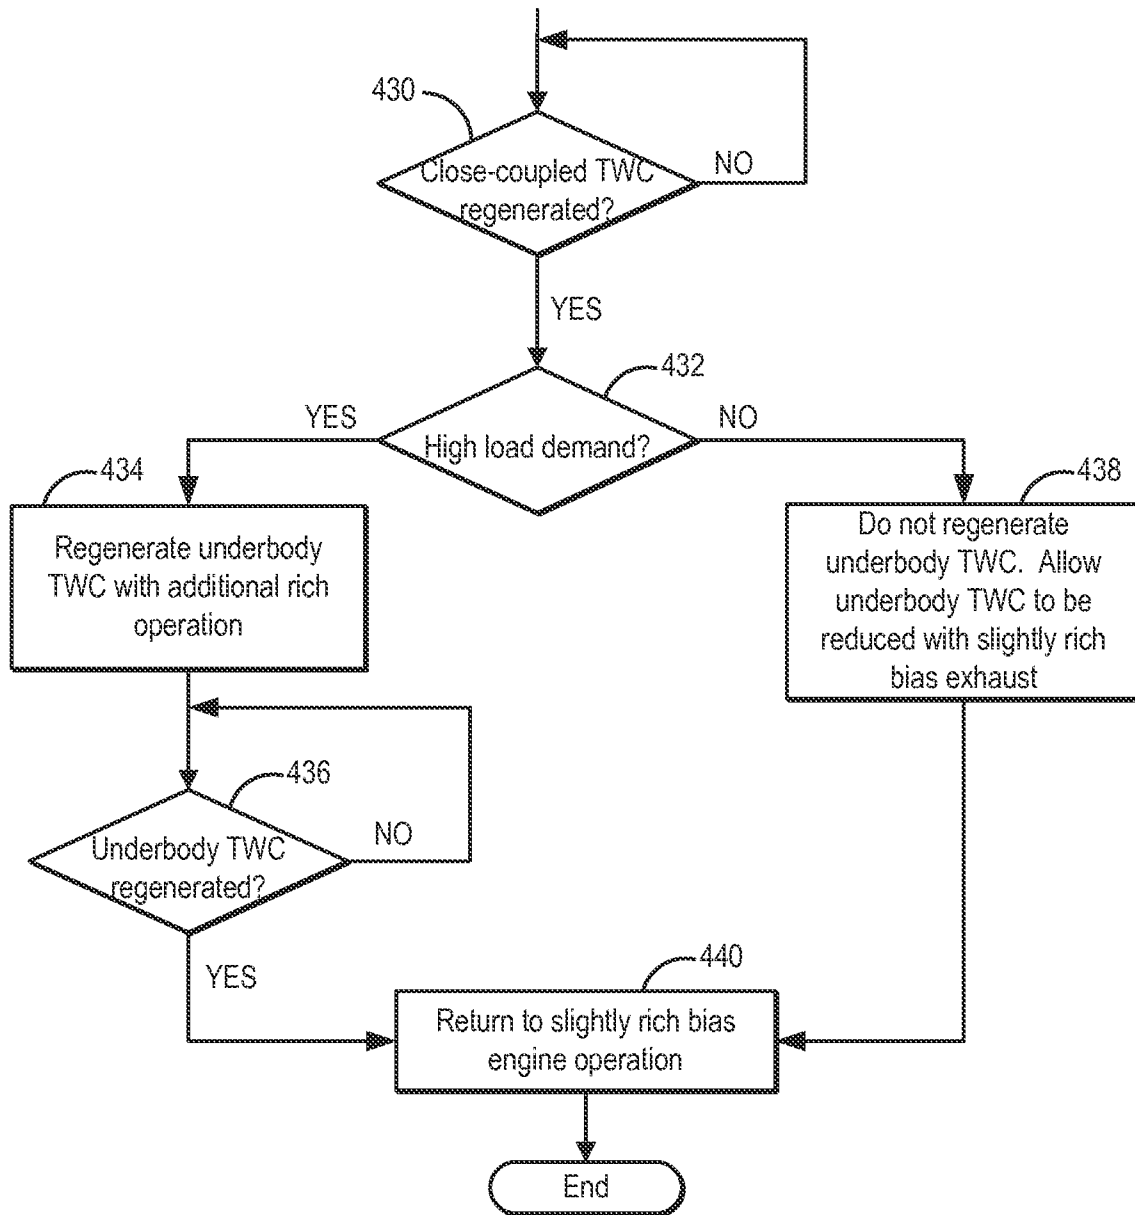 430
Close-coupled TWC
regenerated?
NO
YES
432
High load demand?
YES
NO
434
Regenerate underbody
TWC with additional rich
operation
438
Do not regenerate
underbody TWC.  Allow
underbody TWC to be
reduced with slightly rich
bias exhaust
436
Underbody TWC
regenerated?
NO
YES
440
Return to slightly rich bias
engine operation
End